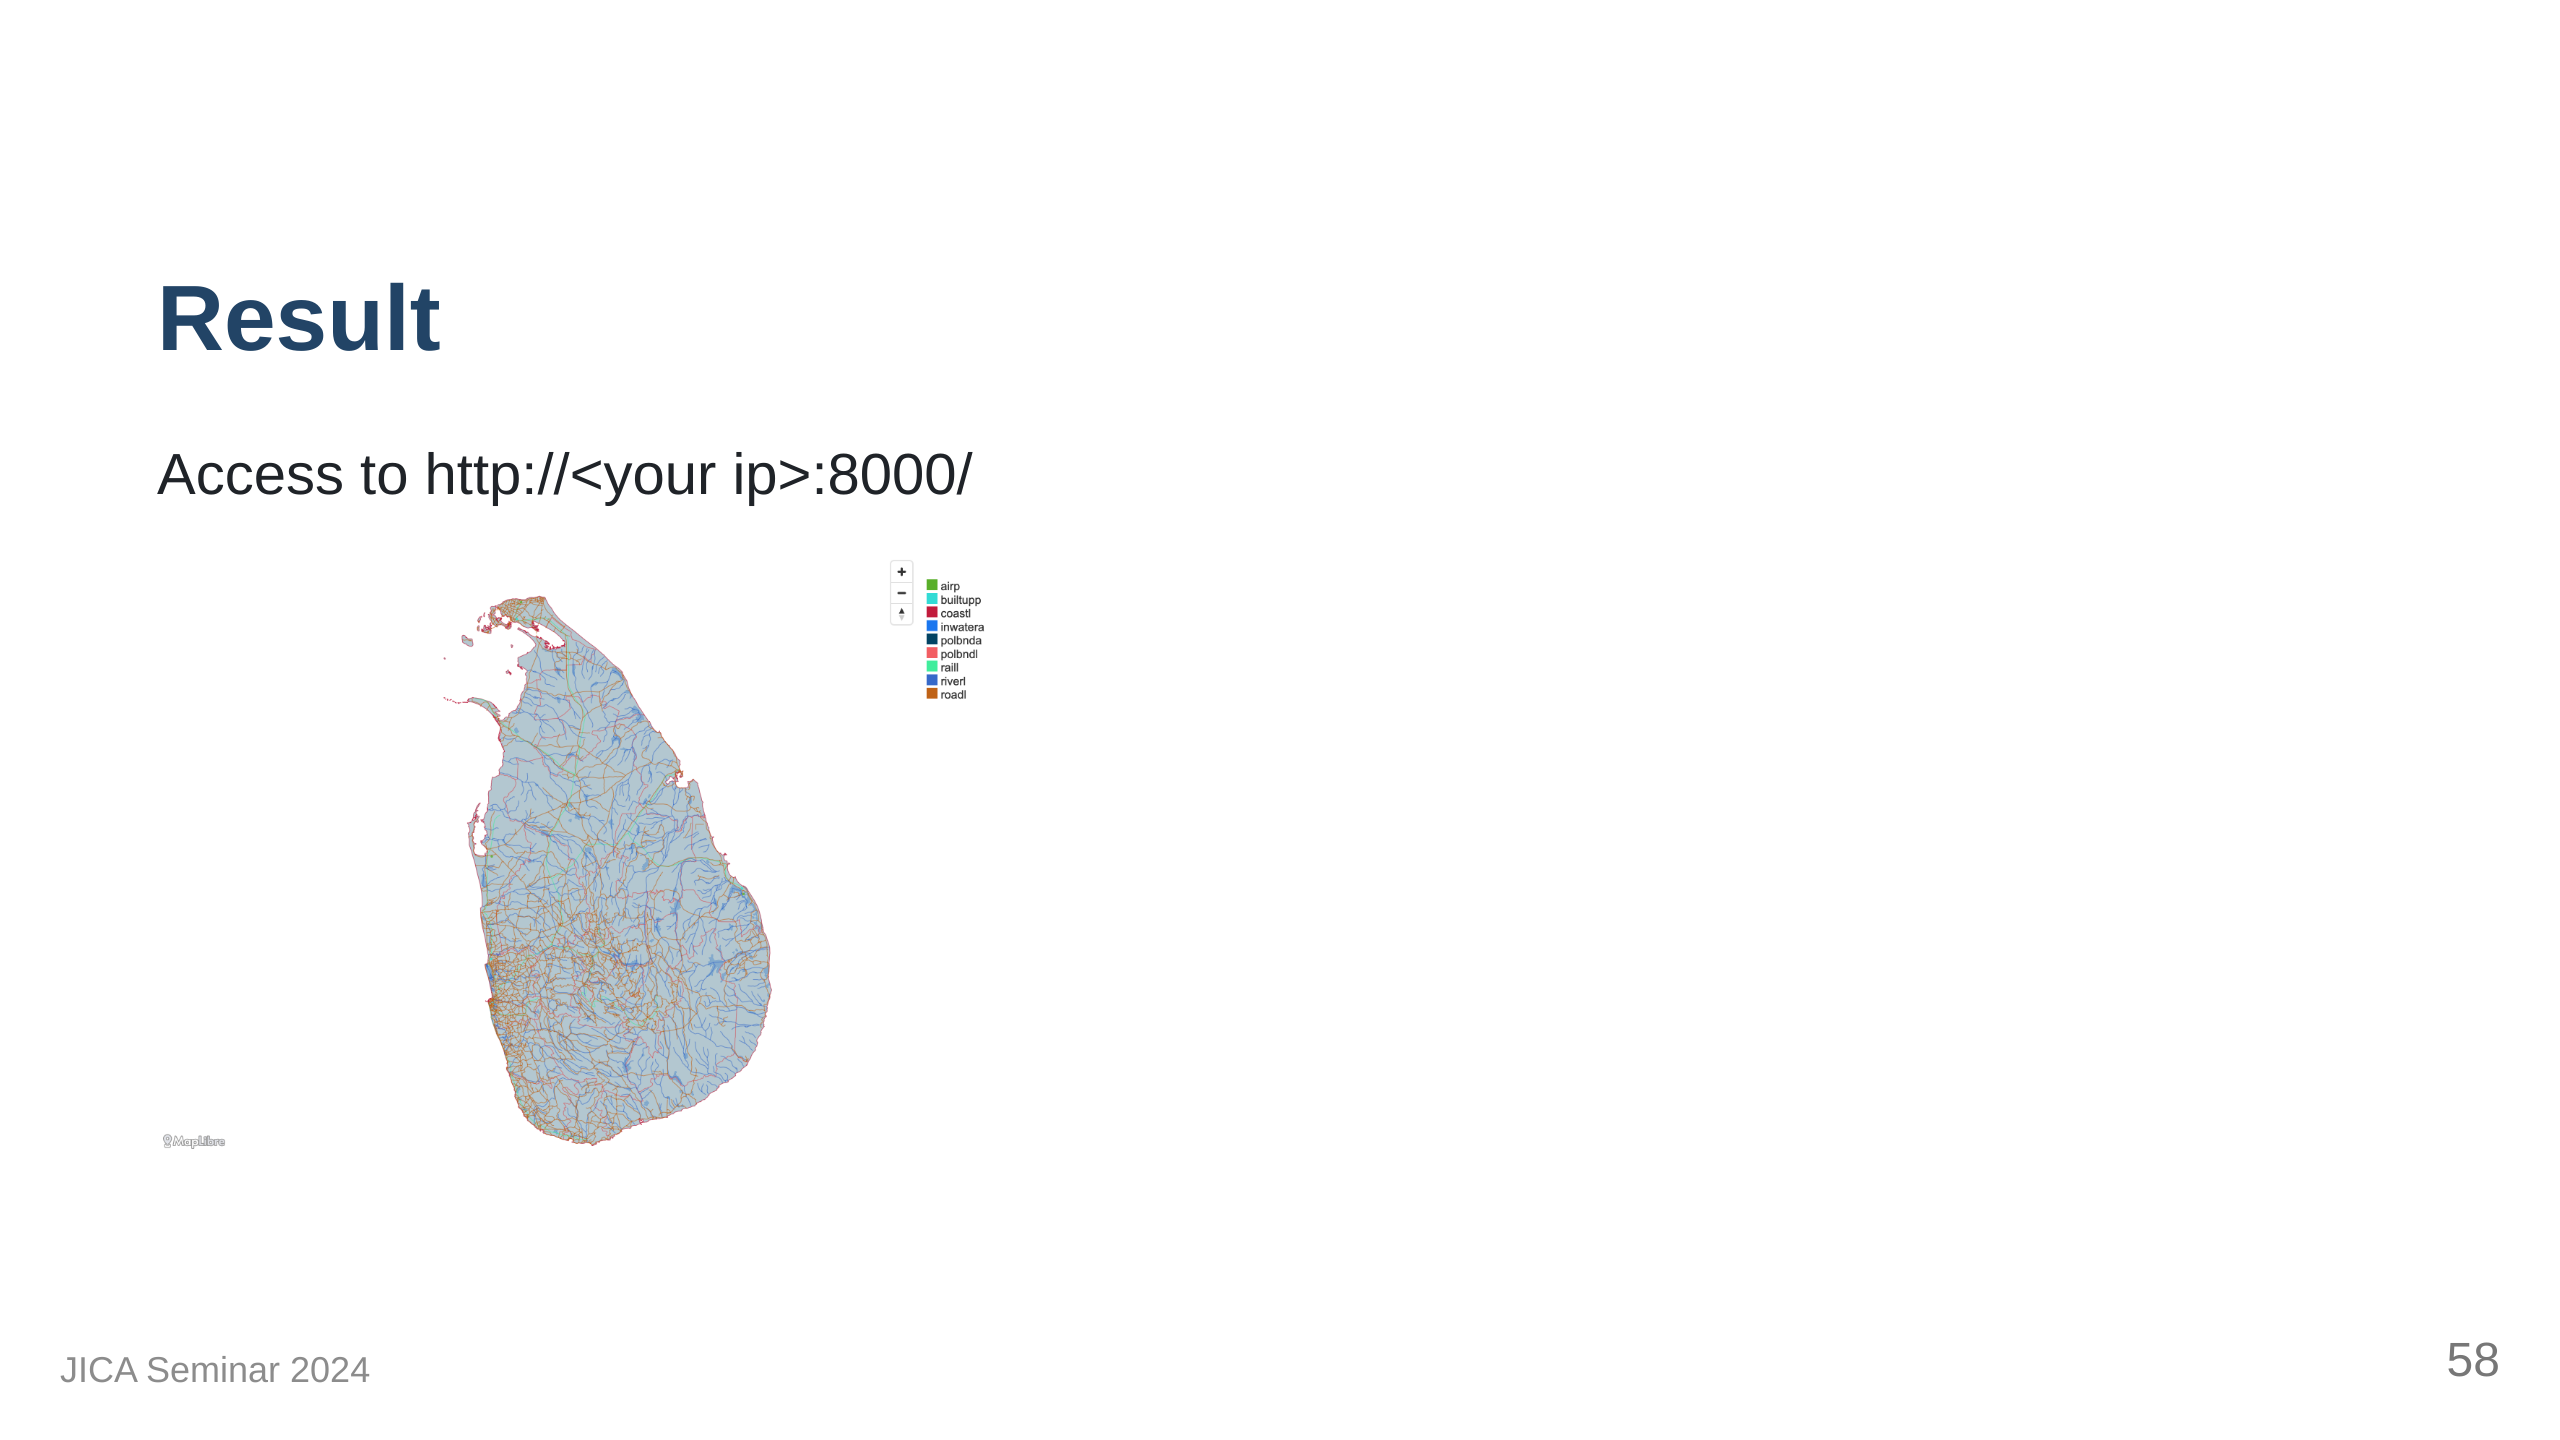 Result
Access to http://<your ip>:8000/
airp
builtupp
coastl
inwatera
polbnda
polbndl
raill
riverl
roadl
MapLibre
JICA Seminar 2024
58